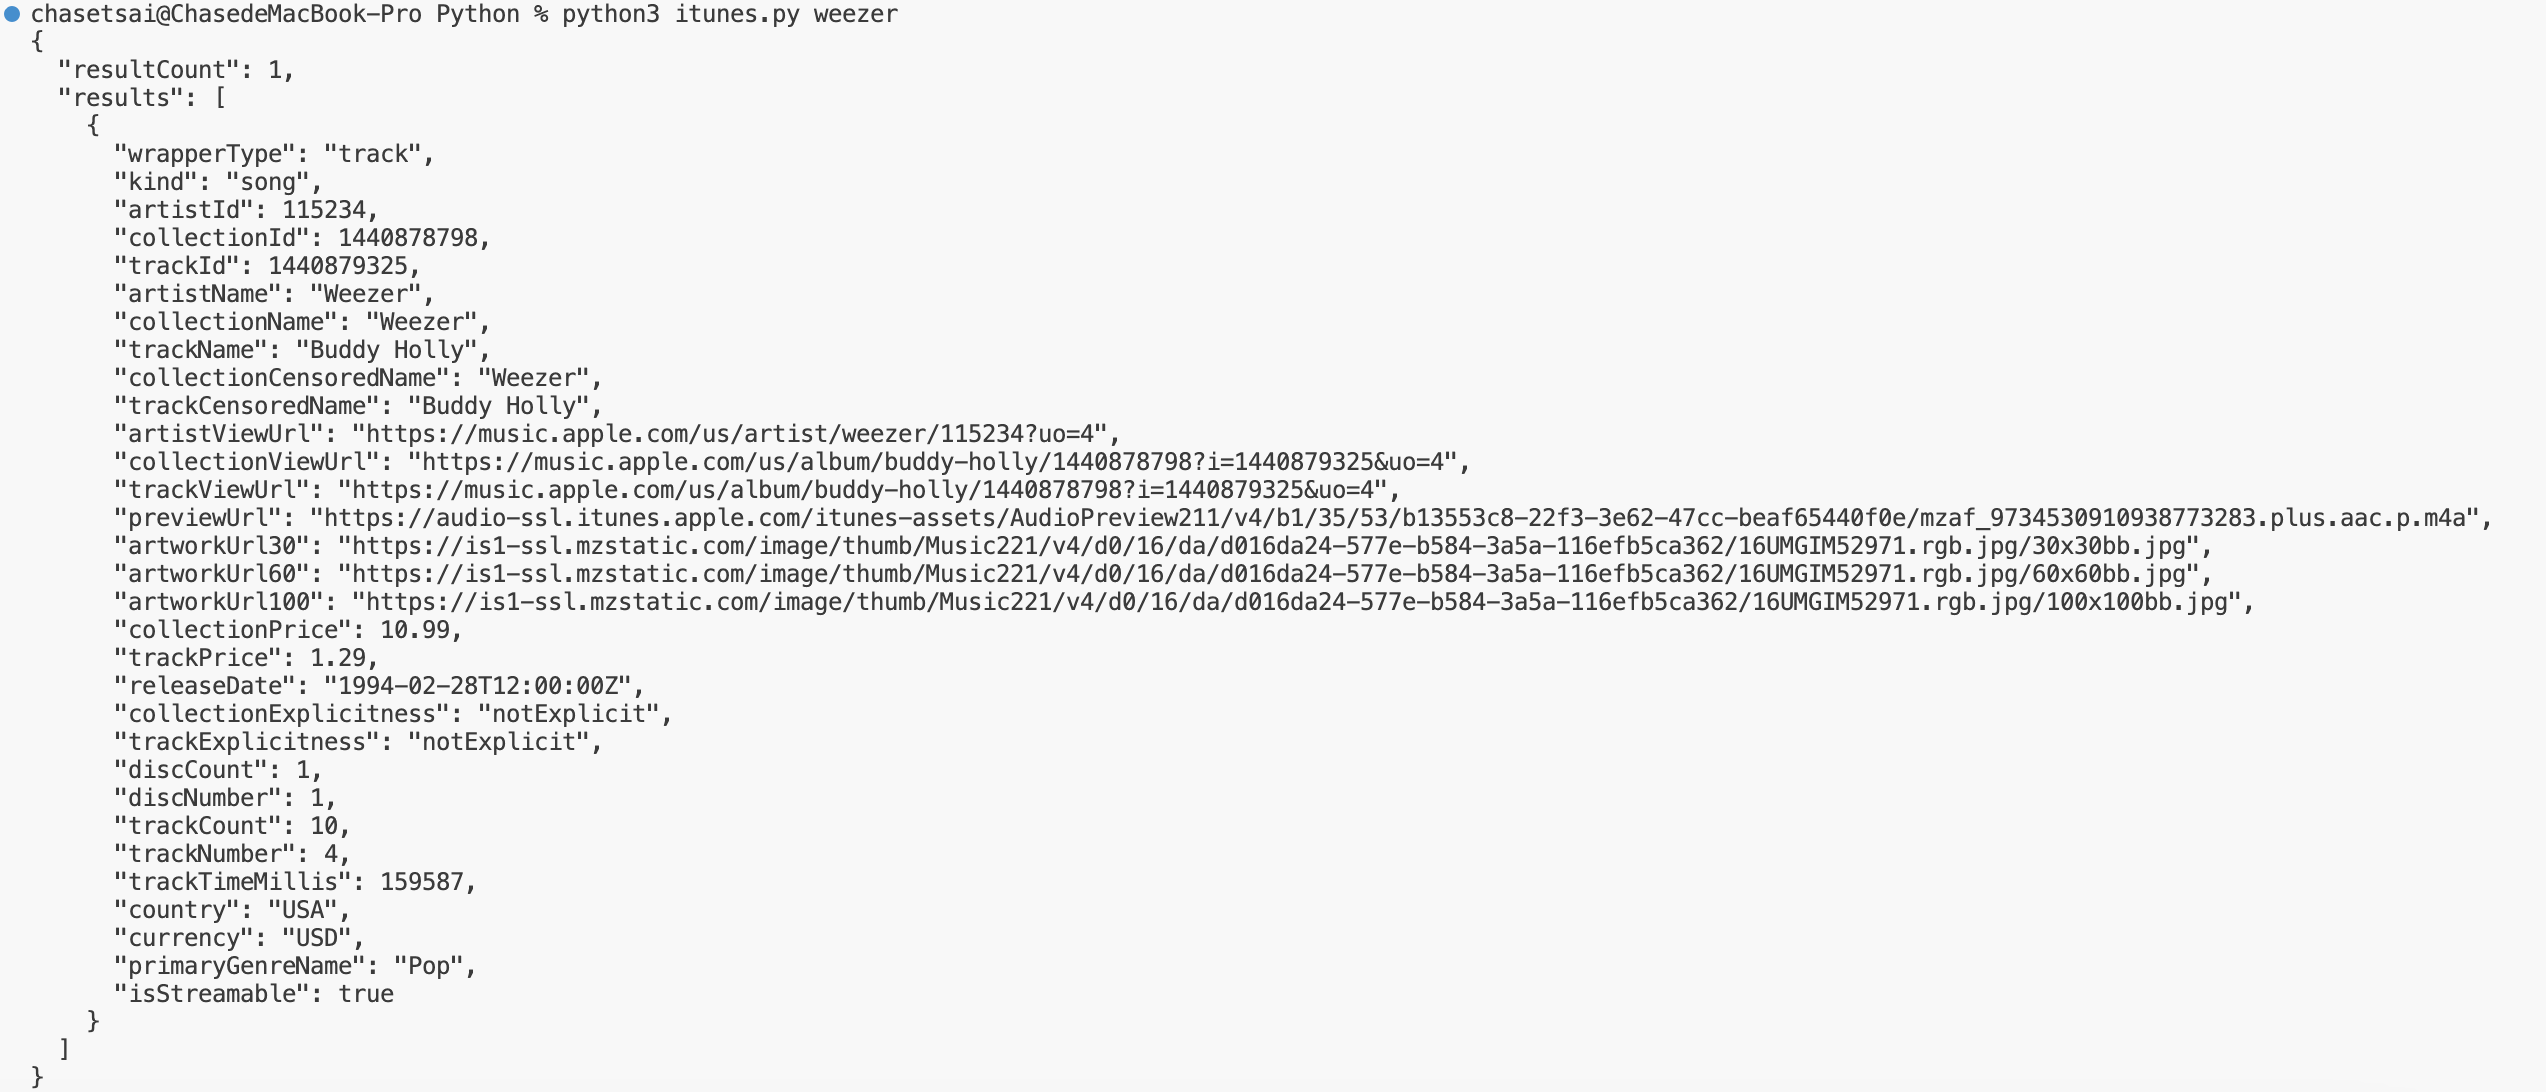 chasetsai@ChasedeMacBook-Pro Python % python3 itunes.py weezer
{
  "resultCount": 1,
  "results": [
    {
      "wrapperType": "track",
      "kind": "song",
      "artistId": 115234,
      "collectionId": 1440878798,
      "trackId": 1440879325,
      "artistName": "Weezer",
      "collectionName": "Weezer",
      "trackName": "Buddy Holly",
      "collectionCensoredName": "Weezer",
      "trackCensoredName": "Buddy Holly",
      "artistViewUrl": "https://music.apple.com/us/artist/weezer/115234?uo=4",
      "collectionViewUrl": "https://music.apple.com/us/album/buddy-holly/1440878798?i=1440879325&uo=4",
      "trackViewUrl": "https://music.apple.com/us/album/buddy-holly/1440878798?i=1440879325&uo=4",
      "previewUrl": "https://audio-ssl.itunes.apple.com/itunes-assets/AudioPreview211/v4/b1/35/53/b13553c8-22f3-3e62-47cc-beaf65440f0e/mzaf_9734530910938773283.plus.aac.p.m4a",
      "artworkUrl30": "https://is1-ssl.mzstatic.com/image/thumb/Music221/v4/d0/16/da/d016da24-577e-b584-3a5a-116efb5ca362/16UMGIM52971.rgb.jpg/30x30bb.jpg",
      "artworkUrl60": "https://is1-ssl.mzstatic.com/image/thumb/Music221/v4/d0/16/da/d016da24-577e-b584-3a5a-116efb5ca362/16UMGIM52971.rgb.jpg/60x60bb.jpg",
      "artworkUrl100": "https://is1-ssl.mzstatic.com/image/thumb/Music221/v4/d0/16/da/d016da24-577e-b584-3a5a-116efb5ca362/16UMGIM52971.rgb.jpg/100x100bb.jpg",
      "collectionPrice": 10.99,
      "trackPrice": 1.29,
      "releaseDate": "1994-02-28T12:00:00Z",
      "collectionExplicitness": "notExplicit",
      "trackExplicitness": "notExplicit",
      "discCount": 1,
      "discNumber": 1,
      "trackCount": 10,
      "trackNumber": 4,
      "trackTimeMillis": 159587,
      "country": "USA",
      "currency": "USD",
      "primaryGenreName": "Pop",
      "isStreamable": true
    }
  ]
}